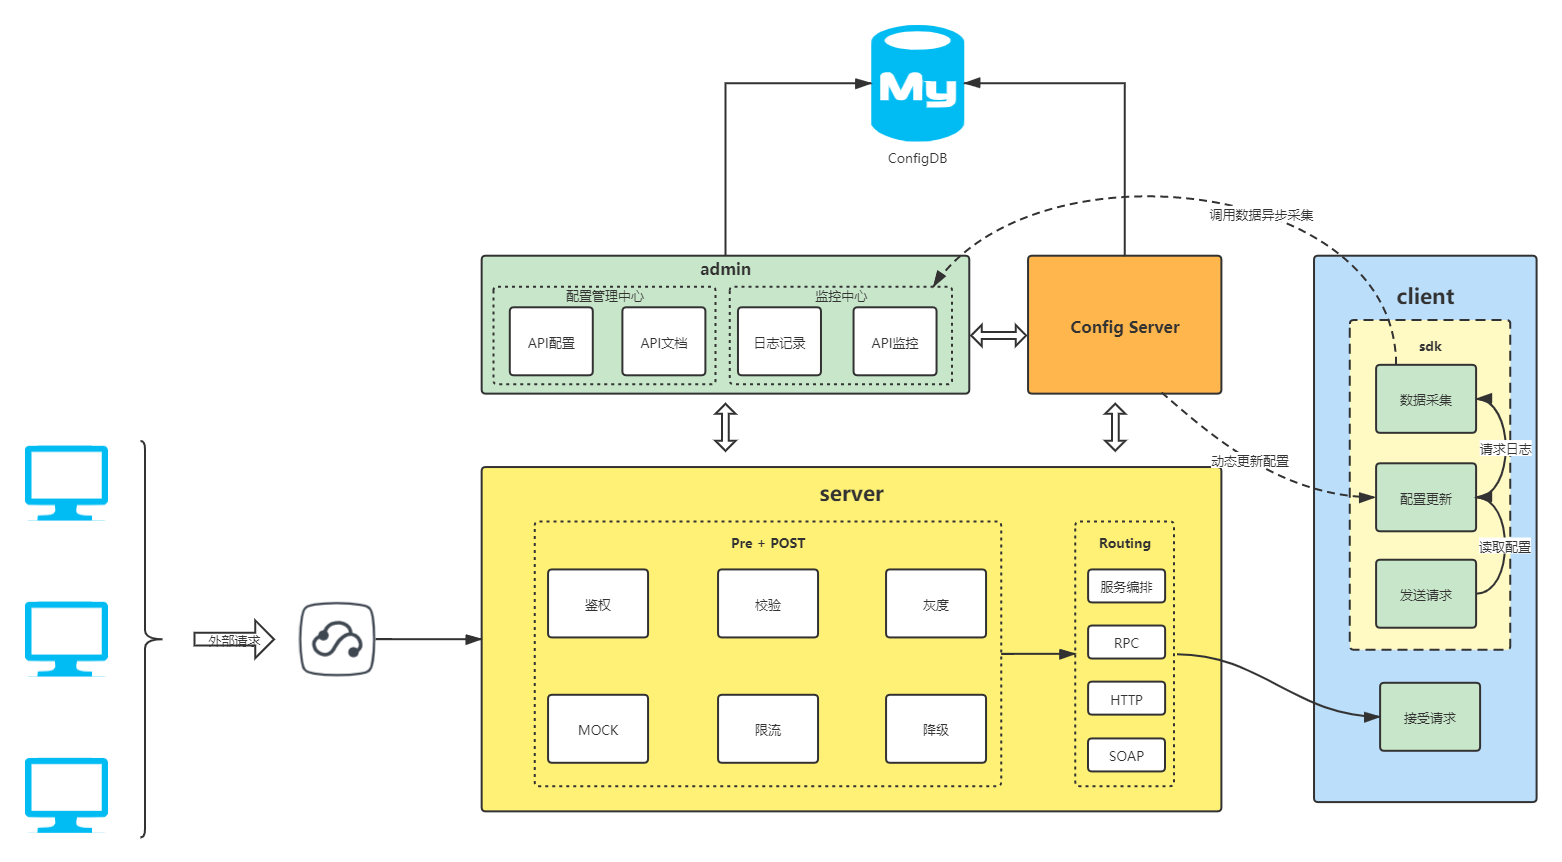 My
ConfigDB
调用数据异步采集
admin
配置管理中心
API配置
API文档
监控中心
日志记录
API监控
Config Server
client
sdk
数据采集
请求日志
配置更新
读取配置
发送请求
接受请求
动态更新配置
外部请求
server
Pre + POST
鉴权
校验
灰度
MOCK
限流
降级
Routing
服务编排
RPC
HTTP
SOAP